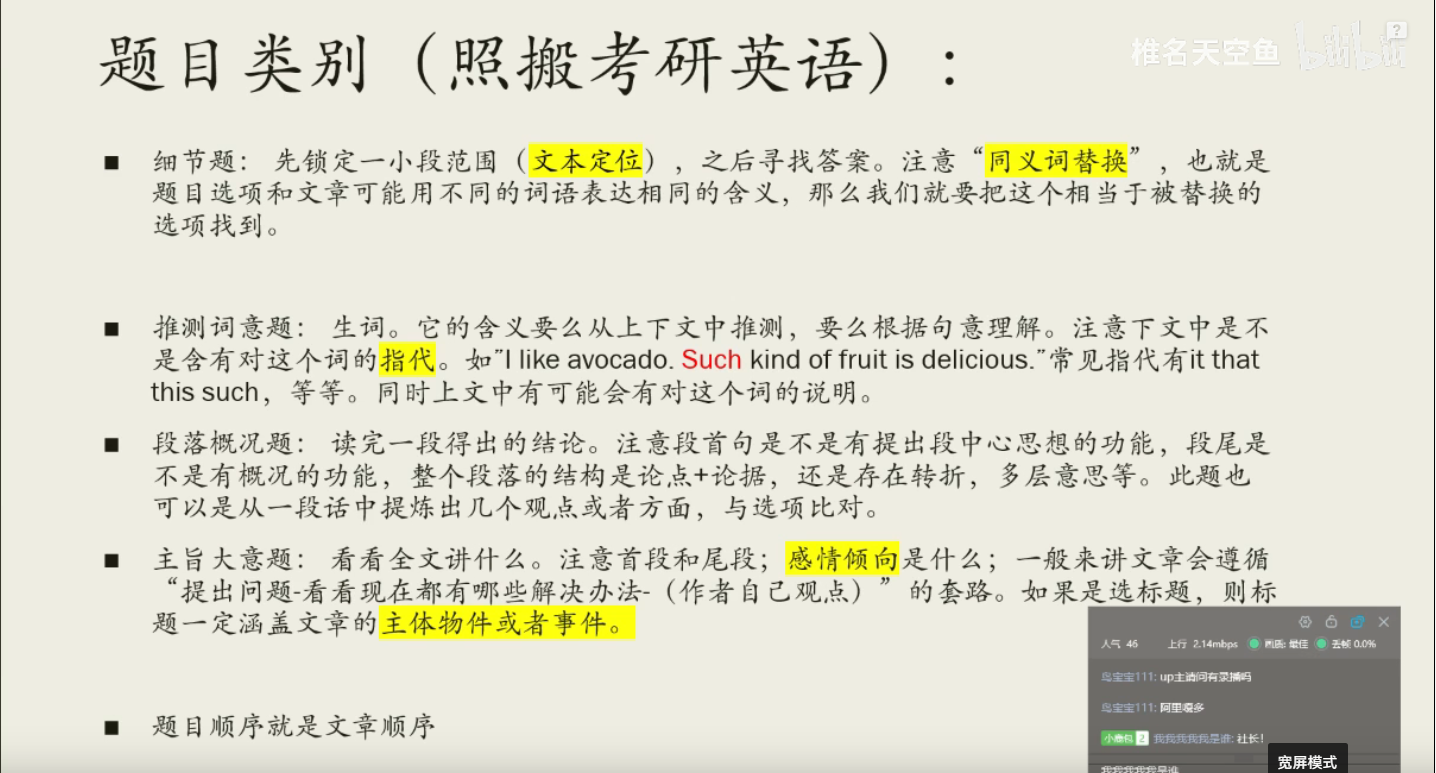 题目类别（照搬考研英语）：
椎名天空鱼 bilibili
?
■ 细节题： 先锁定一小段范围（文本定位），之后寻找答案。注意“同义词替换”，也就是
题目选项和文章可能用不同的词语表达相同的含义，那么我们就要把这个相当于被替换的
选项找到。
■ 推测词意题： 生词。它的含义要么从上下文中推测，要么根据句意理解。注意下文中是不
是含有对这个词的指代。如”I like avocado. Such kind of fruit is delicious.”常见指代有it that
this such，等等。同时上文中有可能会有对这个词的说明。
■ 段落概况题： 读完一段得出的结论。注意段首句是不是有提出段中心思想的功能，段尾是
不是有概况的功能，整个段落的结构是论点+论据，还是存在转折，多层意思等。此题也
可以是从一段话中提炼出几个观点或者方面，与选项比对。
■ 主旨大意题： 看看全文讲什么。注意首段和尾段；感情倾向是什么；一般来讲文章会遵循
“提出问题-看看现在都有哪些解决办法-（作者自己观点）”的套路。如果是选标题，则标
题一定涵盖文章的主体物件或者事件。
■ 题目顺序就是文章顺序
人气 46 上行 2.14mbps 画质: 最佳 丢帧 0.0%
鸟宝宝111: up主请问有录播吗
鸟宝宝111: 阿里嘎多
小鹿包 2 我我我我我是谁: 社长！
我我我我我是谁
宽屏模式